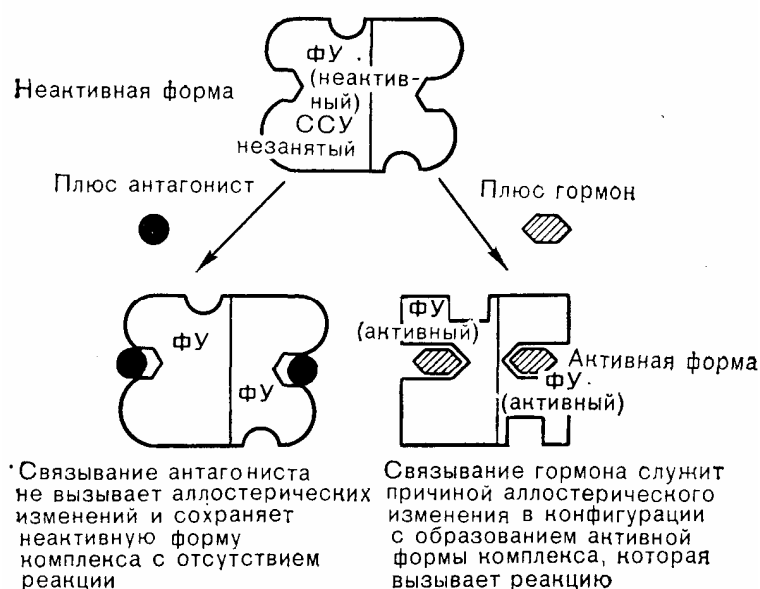 ФУ
(неактив-
ный)
Неактивная форма
ССУ
незанятый
Плюс антагонист
Плюс гормон
ФУ
(активный)
ФУ
ФУ
Активная форма
ФУ
(активный)
Связывание антагониста
не вызывает аллостерических
изменений и сохраняет
неактивную форму
комплекса с отсутствием
реакции
Связывание гормона служит
причиной аллостерического
изменения в конфигурации
с образованием активной
формы комплекса, которая
вызывает реакцию